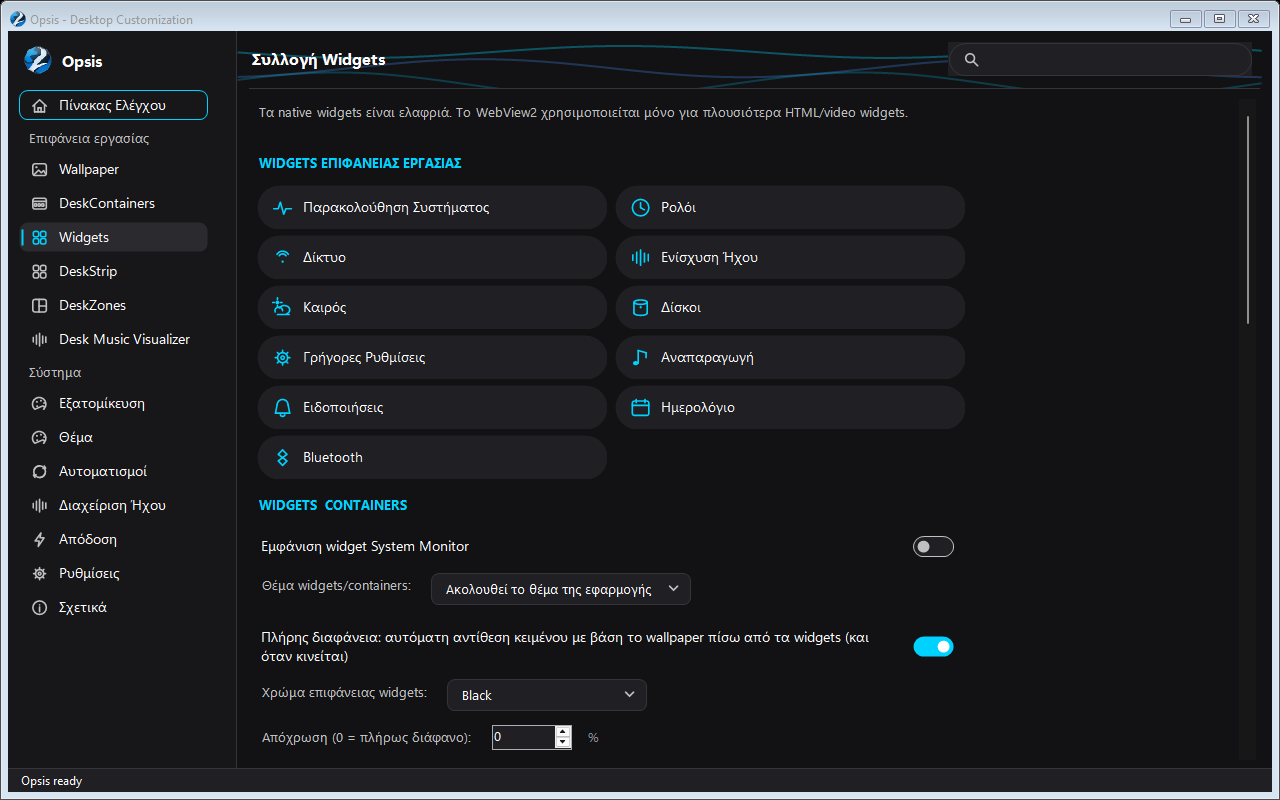 Opsis - Desktop Customization
Opsis
Συλλογή Widgets
Πίνακας Ελέγχου
Επιφάνεια εργασίας
Wallpaper
DeskContainers
Widgets
DeskStrip
DeskZones
Desk Music Visualizer
Σύστημα
Εξατομίκευση
Θέμα
Αυτοματισμοί
Διαχείριση Ήχου
Απόδοση
Ρυθμίσεις
Σχετικά
Τα native widgets είναι ελαφριά. Το WebView2 χρησιμοποιείται μόνο για πλουσιότερα HTML/video widgets.
WIDGETS ΕΠΙΦΑΝΕΙΑΣ ΕΡΓΑΣΙΑΣ
Παρακολούθηση Συστήματος
Ρολόι
Δίκτυο
Ενίσχυση Ήχου
Καιρός
Δίσκοι
Γρήγορες Ρυθμίσεις
Αναπαραγωγή
Ειδοποιήσεις
Ημερολόγιο
Bluetooth
WIDGETS  CONTAINERS
Εμφάνιση widget System Monitor
Θέμα widgets/containers:
Ακολουθεί το θέμα της εφαρμογής
Πλήρης διαφάνεια: αυτόματη αντίθεση κειμένου με βάση το wallpaper πίσω από τα widgets (και
όταν κινείται)
Χρώμα επιφάνειας widgets:
Black
Απόχρωση (0 = πλήρως διάφανο):
0
%
Opsis ready